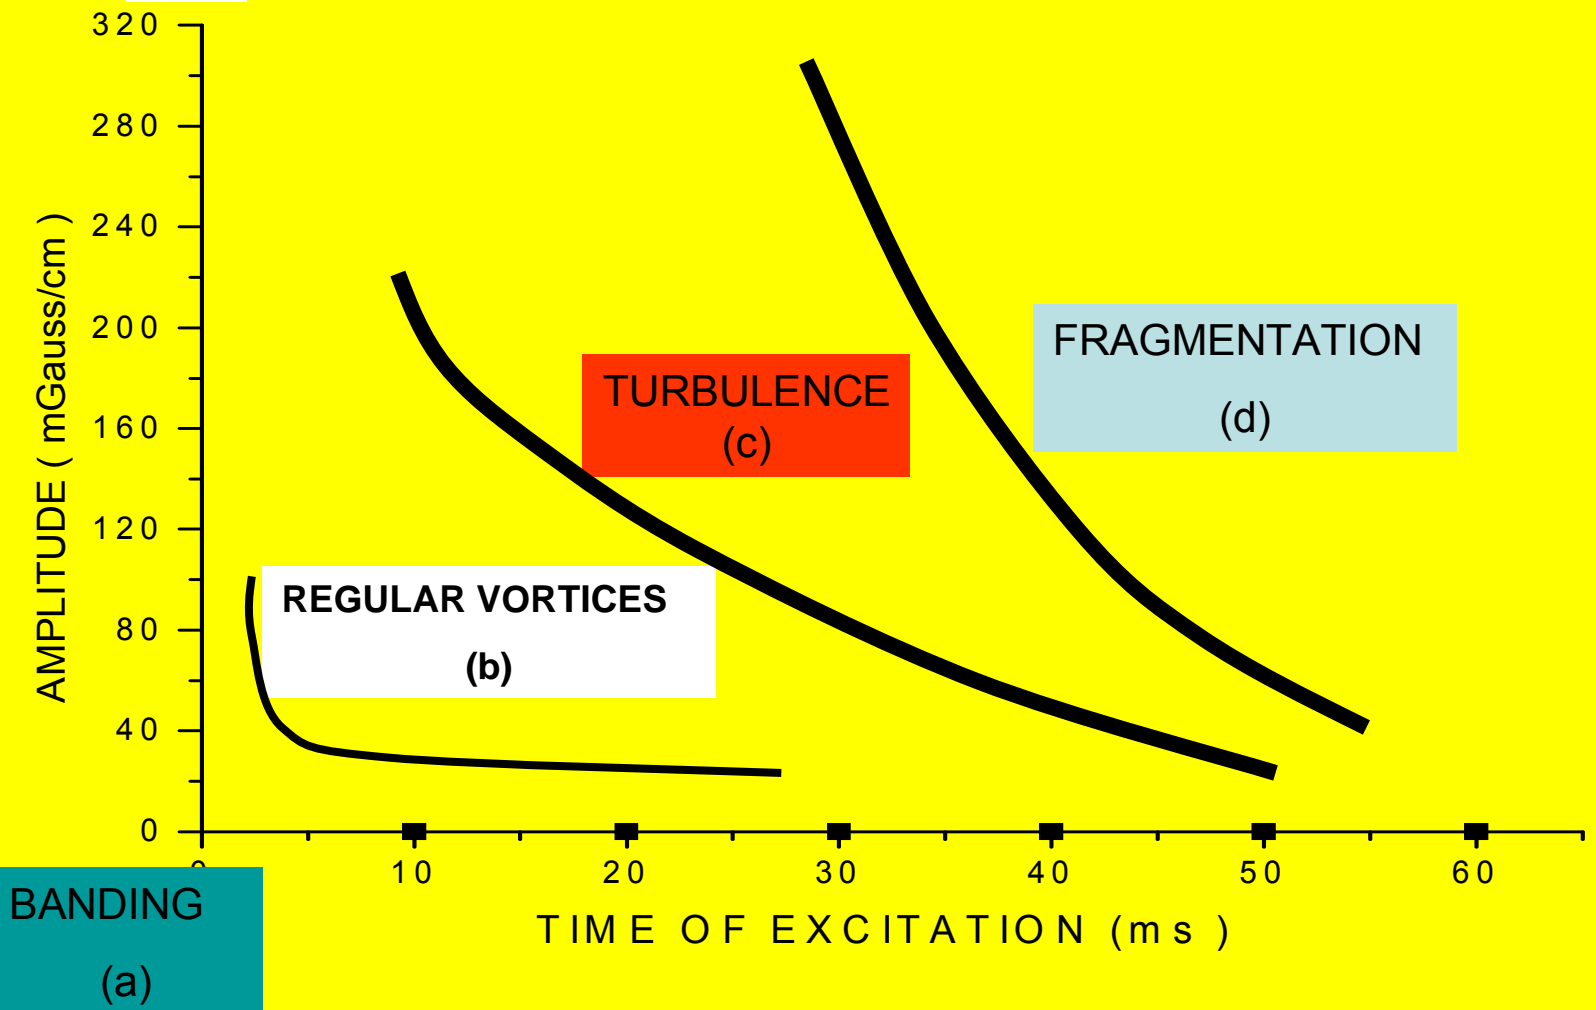 320
280
240
200
160
120
80
40
0
AMPLITUDE ( mGauss/cm )
FRAGMENTATION
(d)
TURBULENCE
(c)
REGULAR VORTICES
(b)
10 20 30 40 50 60
TIME OF EXCITATION (ms )
BANDING
(a)